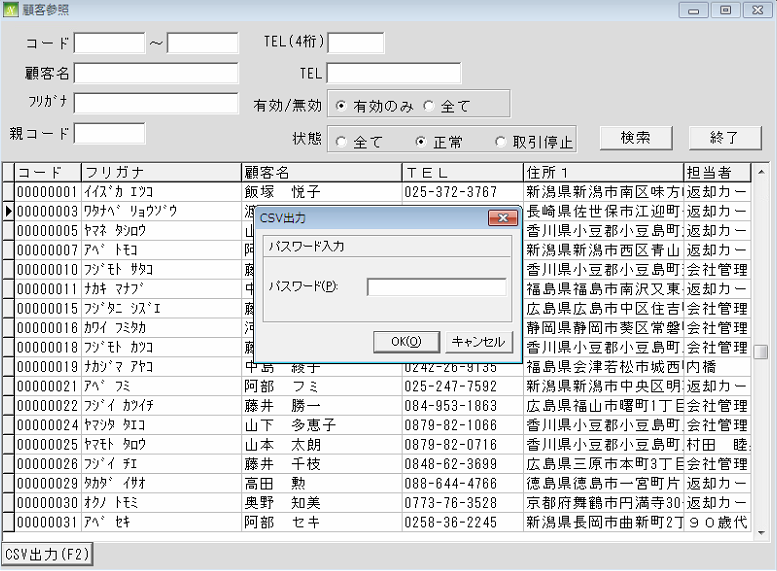 顧客参照
コード ～ TEL(4桁)
顧客名 TEL
ﾌﾘｶﾞﾅ 有効/無効 有効のみ 全て
親コード 状態 全て 正常 取引停止 検索 終了
コード フリガナ 顧客名 ＴＥＬ 住所１ 担当者
00000001 ｲｲｽﾞｶ ｴﾂｺ 飯塚 悦子 025-372-3767 新潟県新潟市南区味方 返却カー
00000003 ﾜﾀﾅﾍﾞ ﾘｮｳｿﾞｳ 長崎県佐世保市江迎町 返却カー
00000005 ﾔﾏﾈ ﾀｼﾛｳ 山 香川県小豆郡小豆島町 返却カー
00000007 ｱﾍﾞ ﾄﾓｺ 阿 新潟県新潟市西区青山 返却カー
00000010 ﾌｼﾞﾓﾄ ｻﾀｺ 藤 香川県小豆郡小豆島町 会社管理
00000011 ﾅｶｷ ﾏﾅﾌﾞ 中 福島県福島市南沢又東 返却カー
00000015 ﾌｼﾞﾀﾆ ｼｽﾞｴ 藤 広島県広島市中区住吉 会社管理
00000016 ｶﾜｲ ﾌﾐﾀｶ 河 静岡県静岡市葵区常磐 会社管理
00000018 ﾌｼﾞﾓﾄ ｶﾂｺ 藤 香川県小豆郡小豆島町 会社管理
00000019 ﾅｶｼﾞﾏ ｱﾔｺ 中島 綾子 0242-26-9135 福島県会津若松市城西 内橋
00000021 ｱﾍﾞ ﾌﾐ 阿部 フミ 025-247-7592 新潟県新潟市中央区明 返却カー
00000022 ﾌｼﾞｲ ｶﾂｲﾁ 藤井 勝一 084-953-1863 広島県福山市曙町1丁目 会社管理
00000024 ﾔﾏｼﾀ ﾀｴｺ 山下 多恵子 0879-82-1066 香川県小豆郡小豆島町 会社管理
00000025 ﾔﾏﾓﾄ ﾀﾛｳ 山本 太朗 0879-82-0716 香川県小豆郡小豆島町 村田 睦
00000026 ﾌｼﾞｲ ﾁｴ 藤井 千枝 0848-62-3699 広島県三原市本町3丁目 会社管理
00000029 ﾀｶﾀﾞ ｲｻｵ 高田 勲 088-644-4766 徳島県徳島市一宮町片 返却カー
00000030 ｵｸﾉ ﾄﾓﾐ 奥野 知美 0773-76-3528 京都府舞鶴市円満寺30 返却カー
00000031 ｱﾍﾞ ｾｷ 阿部 セキ 0258-36-2245 新潟県長岡市曲新町2丁 ９０歳代
CSV出力
パスワード入力
パスワード(P):
OK(O) キャンセル
CSV出力(F2)